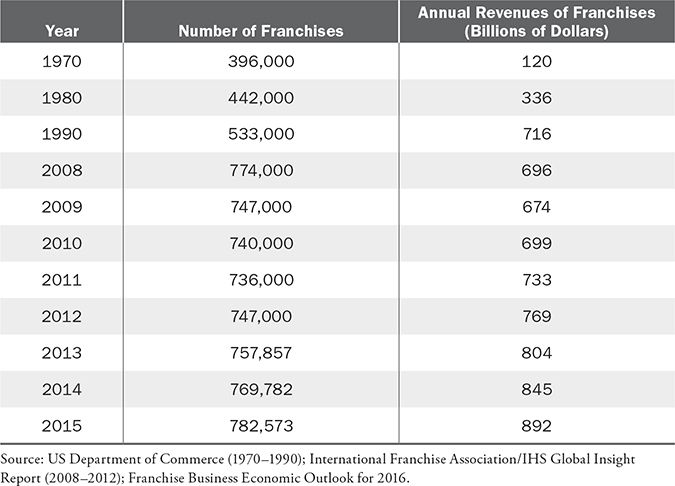 Year Number of Franchises Annual Revenues of Franchises (Billions of Dollars)
1970 396,000 120
1980 442,000 336
1990 533,000 716
2008 774,000 696
2009 747,000 674
2010 740,000 699
2011 736,000 733
2012 747,000 769
2013 757,857 804
2014 769,782 845
2015 782,573 892
Source: US Department of Commerce (1970–1990); International Franchise Association/IHS Global Insight
Report (2008–2012); Franchise Business Economic Outlook for 2016.